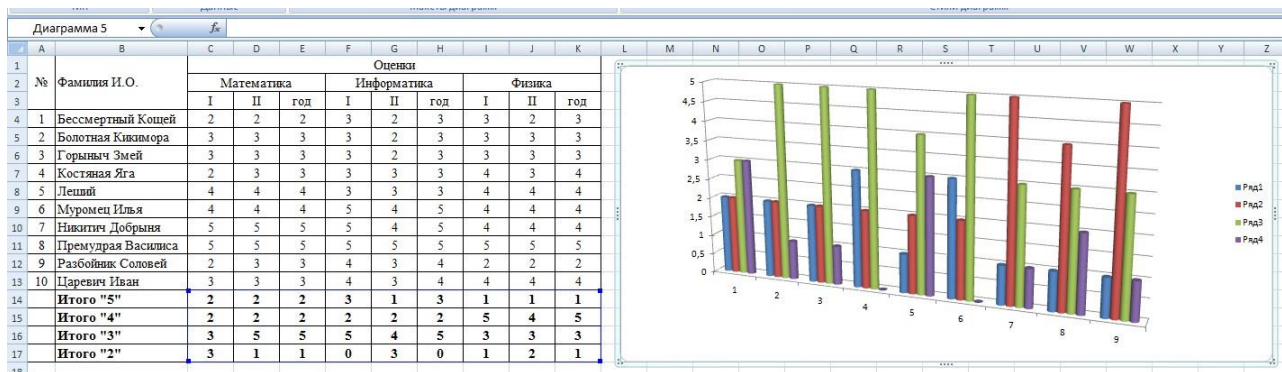 Диаграмма 5 fx
A B C D E F G H I J K L M N O P Q R S T U V W X Y Z
1 Оценки
2 № Фамилия И.О. Математика Информатика Физика
3 I II год I II год I II год
4 1 Бессмертный Кощей 2 2 2 3 2 3 3 2 3
5 2 Болотная Кикимора 3 3 3 3 2 3 3 3 3
6 3 Горыныч Змей 3 3 3 3 2 3 3 3 3
7 4 Костяная Яга 2 3 3 3 3 3 4 3 4
8 5 Леший 4 4 4 3 3 3 4 4 4
9 6 Муромец Илья 4 4 4 5 4 5 4 4 4
10 7 Никитич Добрыня 5 5 5 5 4 5 4 4 4
11 8 Премудрая Василиса 5 5 5 5 5 5 5 5 5
12 9 Разбойник Соловей 2 3 3 4 3 4 2 2 2
13 10 Царевич Иван 3 3 3 4 3 4 4 4 4
14 Итого "5" 2 2 2 3 1 3 1 1 1
15 Итого "4" 2 2 2 2 2 2 5 4 5
16 Итого "3" 3 5 5 5 4 5 3 3 3
17 Итого "2" 3 1 1 0 3 0 1 2 1
5
4,5
4
3,5
3
2,5
2
1,5
1
0,5
0
1 2 3 4 5 6 7 8 9
Ряд1
Ряд2
Ряд3
Ряд4